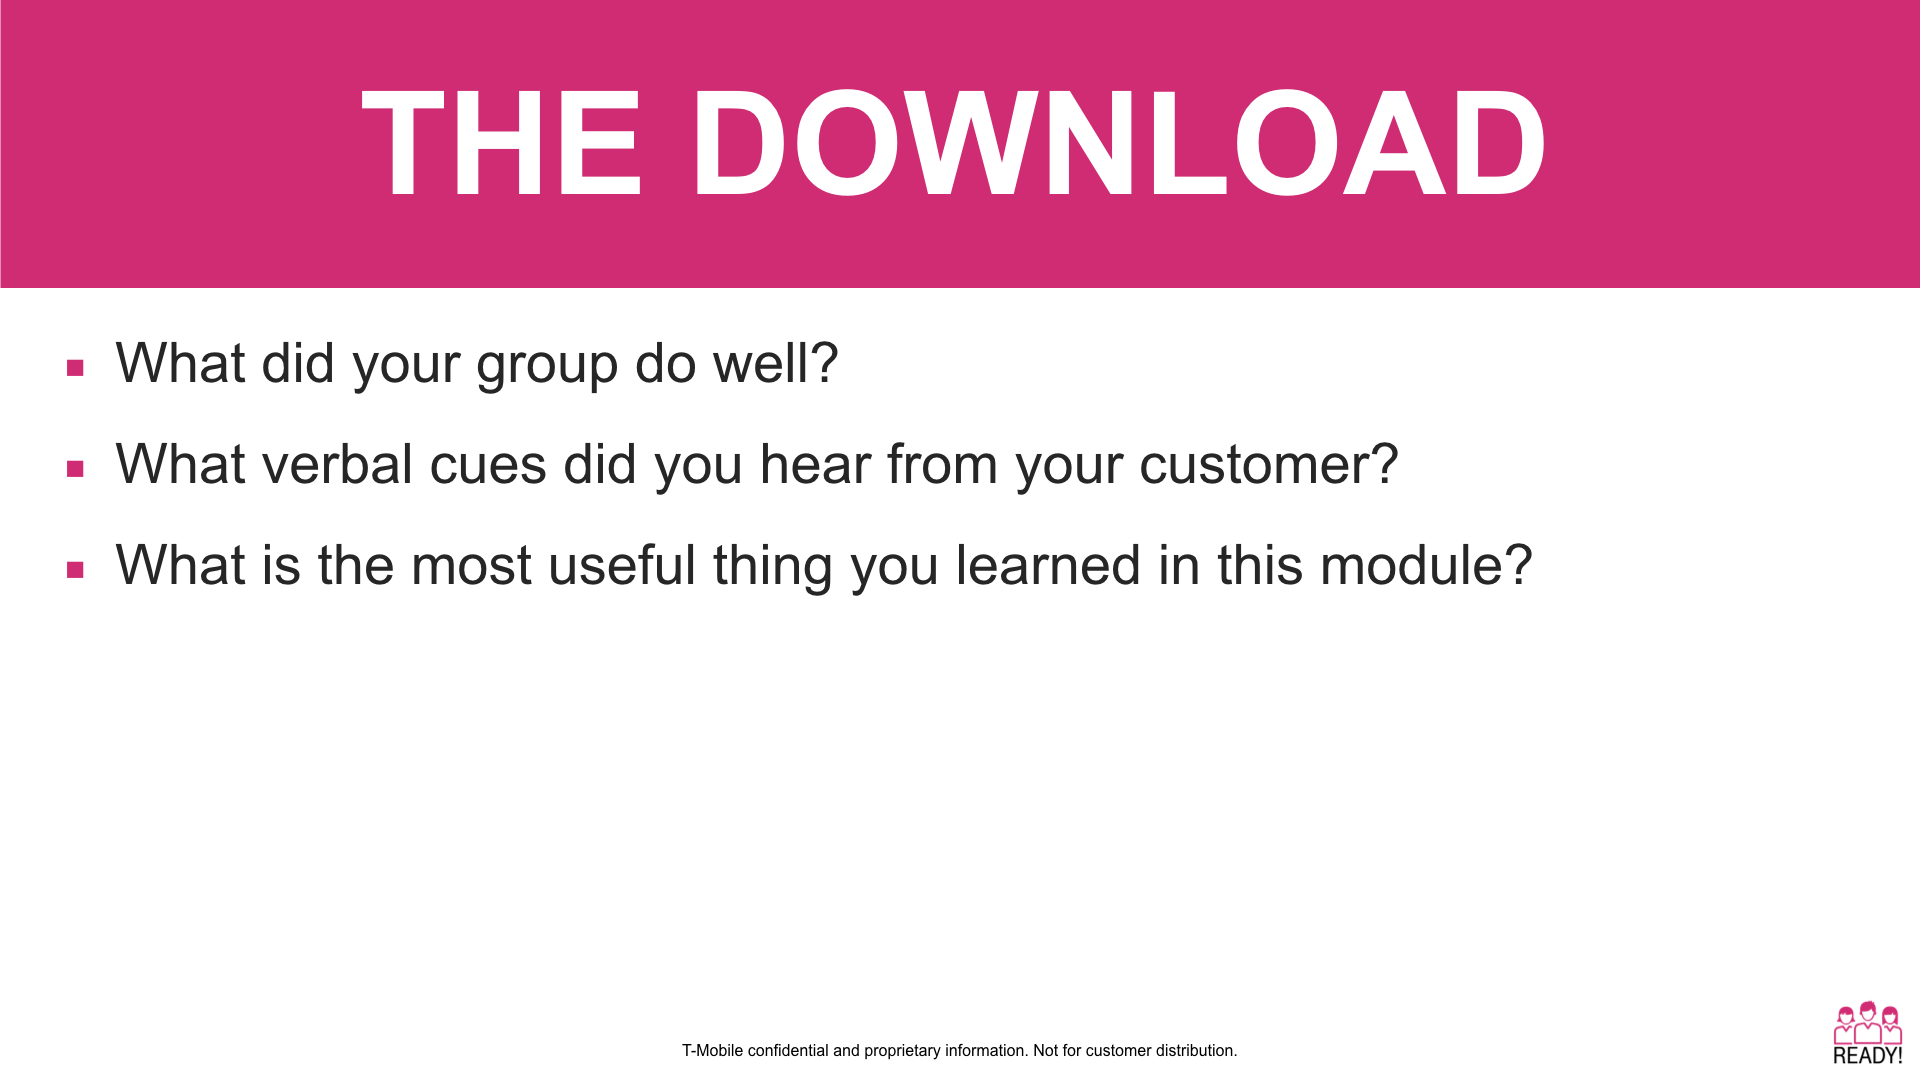 THE DOWNLOAD
What did your group do well?
What verbal cues did you hear from your customer?
What is the most useful thing you learned in this module?
T-Mobile confidential and proprietary information. Not for customer distribution.
READY!